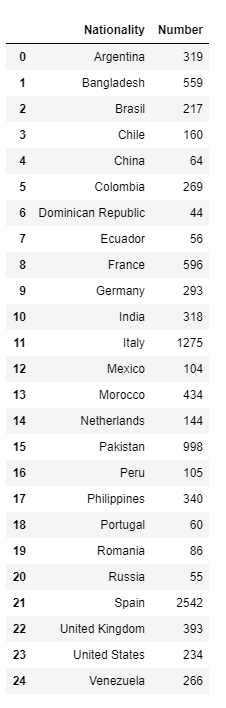 Nationality Number
0 Argentina 319
1 Bangladesh 559
2 Brasil 217
3 Chile 160
4 China 64
5 Colombia 269
6 Dominican Republic 44
7 Ecuador 56
8 France 596
9 Germany 293
10 India 318
11 Italy 1275
12 Mexico 104
13 Morocco 434
14 Netherlands 144
15 Pakistan 998
16 Peru 105
17 Philippines 340
18 Portugal 60
19 Romania 86
20 Russia 55
21 Spain 2542
22 United Kingdom 393
23 United States 234
24 Venezuela 266